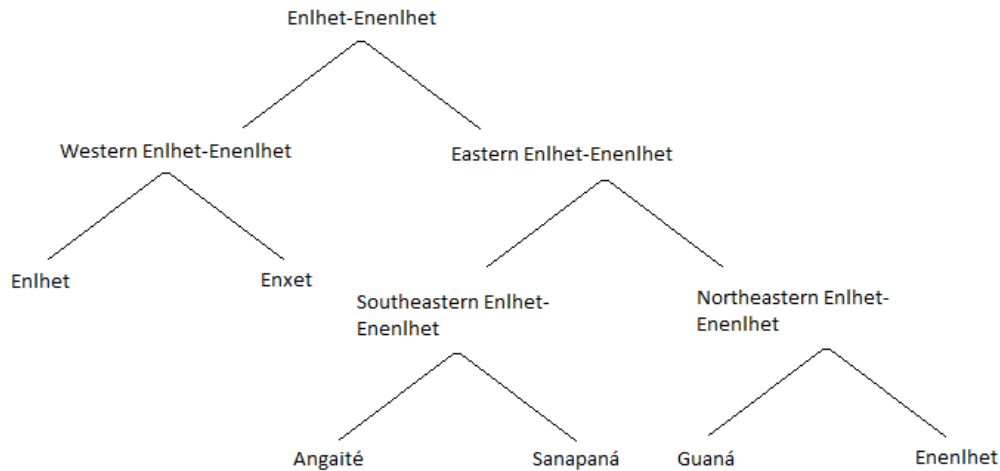 Enlhet-Enenlhet
Western Enlhet-Enenlhet
Eastern Enlhet-Enenlhet
Enlhet
Enxet
Southeastern Enlhet-
Enenlhet
Northeastern Enlhet-
Enenlhet
Angaité
Sanapaná
Guaná
Enenlhet